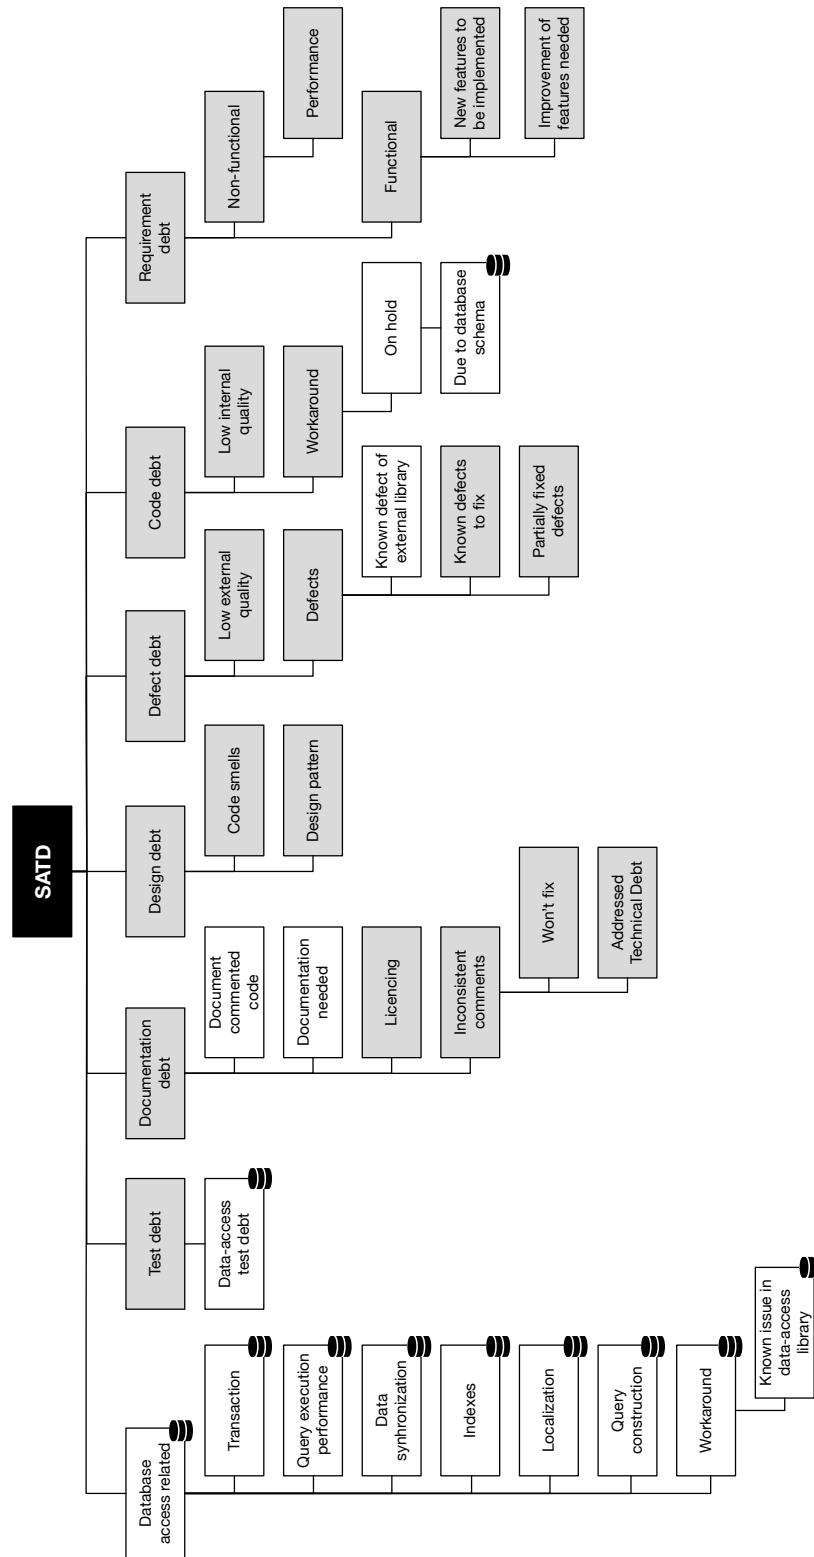 SATD
Database
access related
Transaction
Query execution
performance
Data
synhronization
Indexes
Localization
Query
construction
Workaround
Known issue in
data-access
library
Test debt
Data-access
test debt
Documentation
debt
Document
commented
code
Documentation
needed
Licencing
Inconsistent
comments
Won't fix
Addressed
Technical Debt
Design debt
Code smells
Design pattern
Defect debt
Low external
quality
Defects
Known defect of
external library
Known defects
to fix
Partially fixed
defects
Code debt
Low internal
quality
Workaround
On hold
Due to database
schema
Requirement
debt
Non-functional
Performance
Functional
New features to
be implemented
Improvement of
features needed